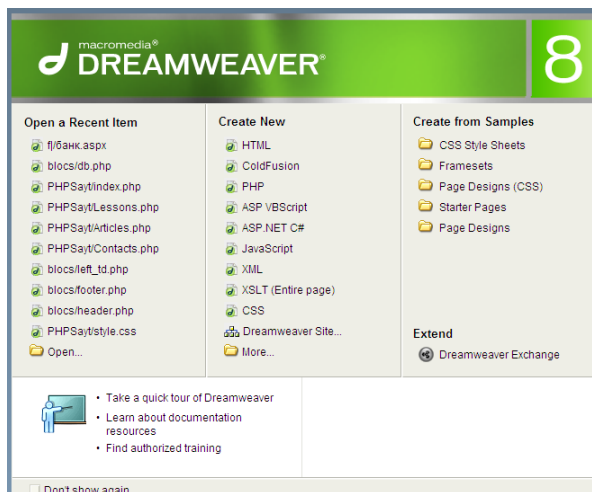 macromedia®
DREAMWEAVER®
8
Open a Recent Item
fj/банк.aspx
blocs/db.php
PHPSayt/index.php
PHPSayt/Lessons.php
PHPSayt/Articles.php
PHPSayt/Contacts.php
blocs/left_td.php
blocs/footer.php
blocs/header.php
PHPSayt/style.css
Open...
Create New
HTML
ColdFusion
PHP
ASP VBScript
ASP.NET C#
JavaScript
XML
XSLT (Entire page)
CSS
Dreamweaver Site...
More...
Create from Samples
CSS Style Sheets
Framesets
Page Designs (CSS)
Starter Pages
Page Designs
Extend
Dreamweaver Exchange
• Take a quick tour of Dreamweaver
• Learn about documentation
resources
• Find authorized training
Don't show again